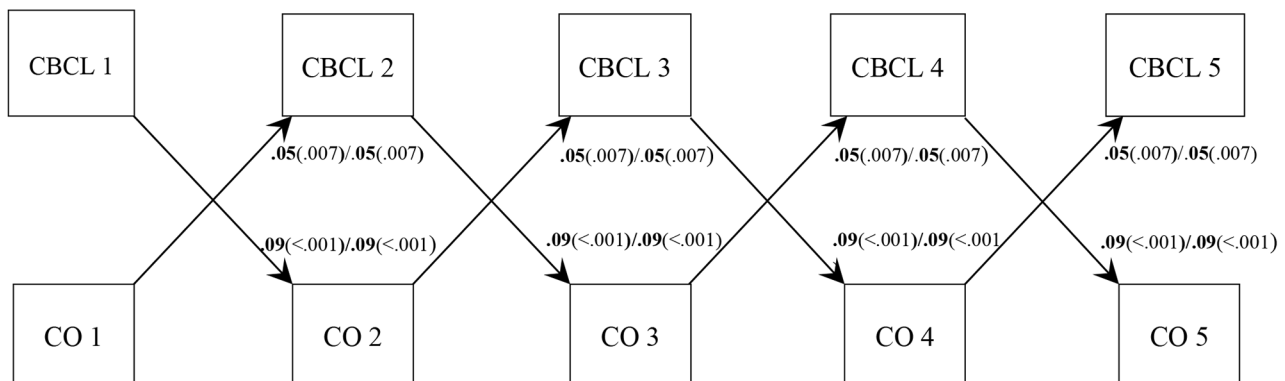 CBCL 1 CBCL 2 CBCL 3 CBCL 4 CBCL 5
.05(.007)/.05(.007) .05(.007)/.05(.007) .05(.007)/.05(.007) .05(.007)/.05(.007)
.09(<.001)/.09(<.001) .09(<.001)/.09(<.001) .09(<.001)/.09(<.001 .09(<.001)/.09(<.001)
CO 1 CO 2 CO 3 CO 4 CO 5